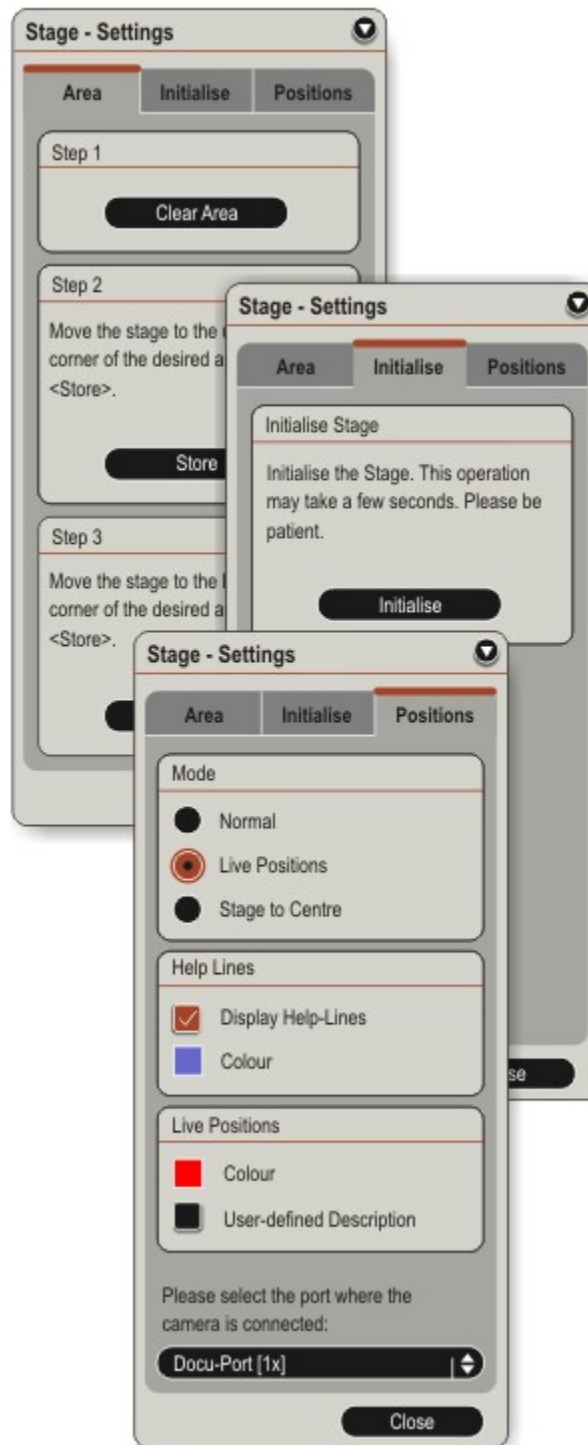 Stage - Settings
Area
Initialise
Positions
Step 1
Clear Area
Step 2
Move the stage to the
corner of the desired
<Store>.
Store
Step 3
Move the stage to the
corner of the desired
<Store>.
Stage - Settings
Area
Initialise
Positions
Initialise Stage
Initialise the Stage. This operation
may take a few seconds. Please be
patient.
Initialise
Stage - Settings
Area
Initialise
Positions
Mode
Normal
Live Positions
Stage to Centre
Help Lines
Display Help-Lines
Colour
Live Positions
Colour
User-defined Description
Please select the port where the
camera is connected:
Docu-Port [1x]
Close